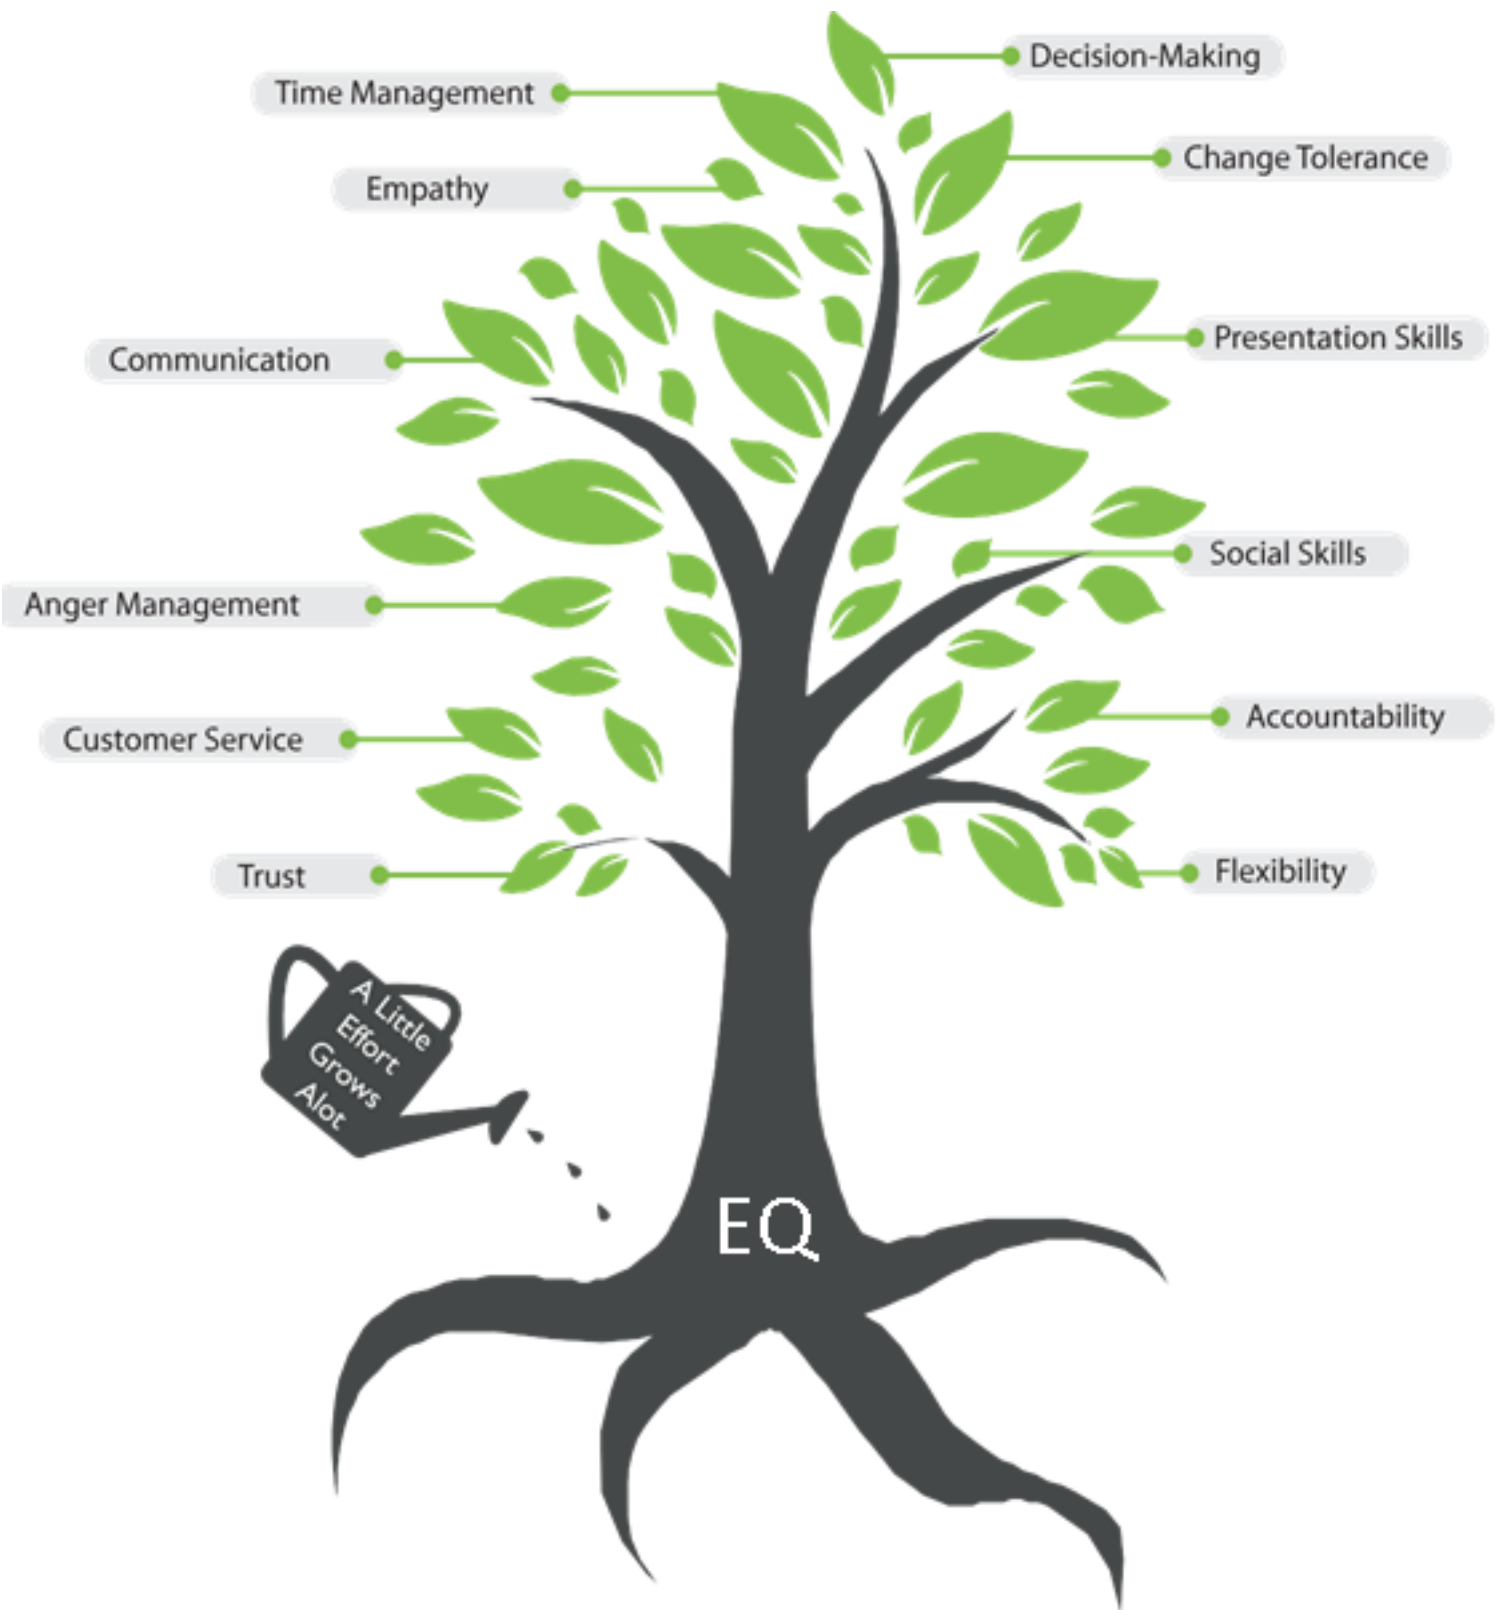 Decision-Making
Time Management
Change Tolerance
Empathy
Presentation Skills
Communication
Social Skills
Anger Management
Accountability
Customer Service
Flexibility
Trust
A Little
Effort
Grows
Alot
EQ